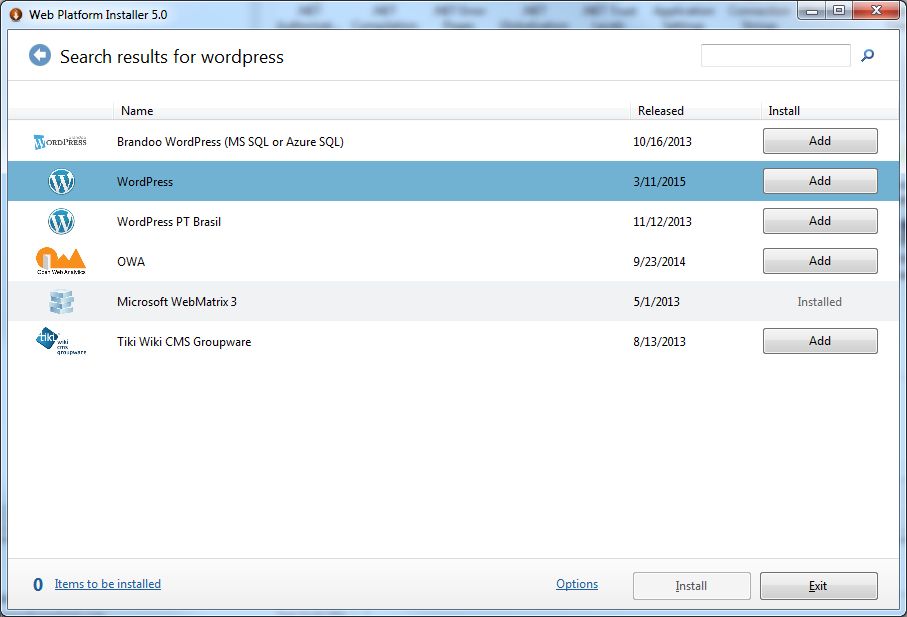 Web Platform Installer 5.0
Search results for wordpress
Name Released Install
WORDPRESS Brandoo WordPress (MS SQL or Azure SQL) 10/16/2013 Add
WordPress 3/11/2015 Add
WordPress PT Brasil 11/12/2013 Add
Open Web Analytics OWA 9/23/2014 Add
Microsoft WebMatrix 3 5/1/2013 Installed
tiki wiki cms groupware Tiki Wiki CMS Groupware 8/13/2013 Add
0 Items to be installed Options Install Exit